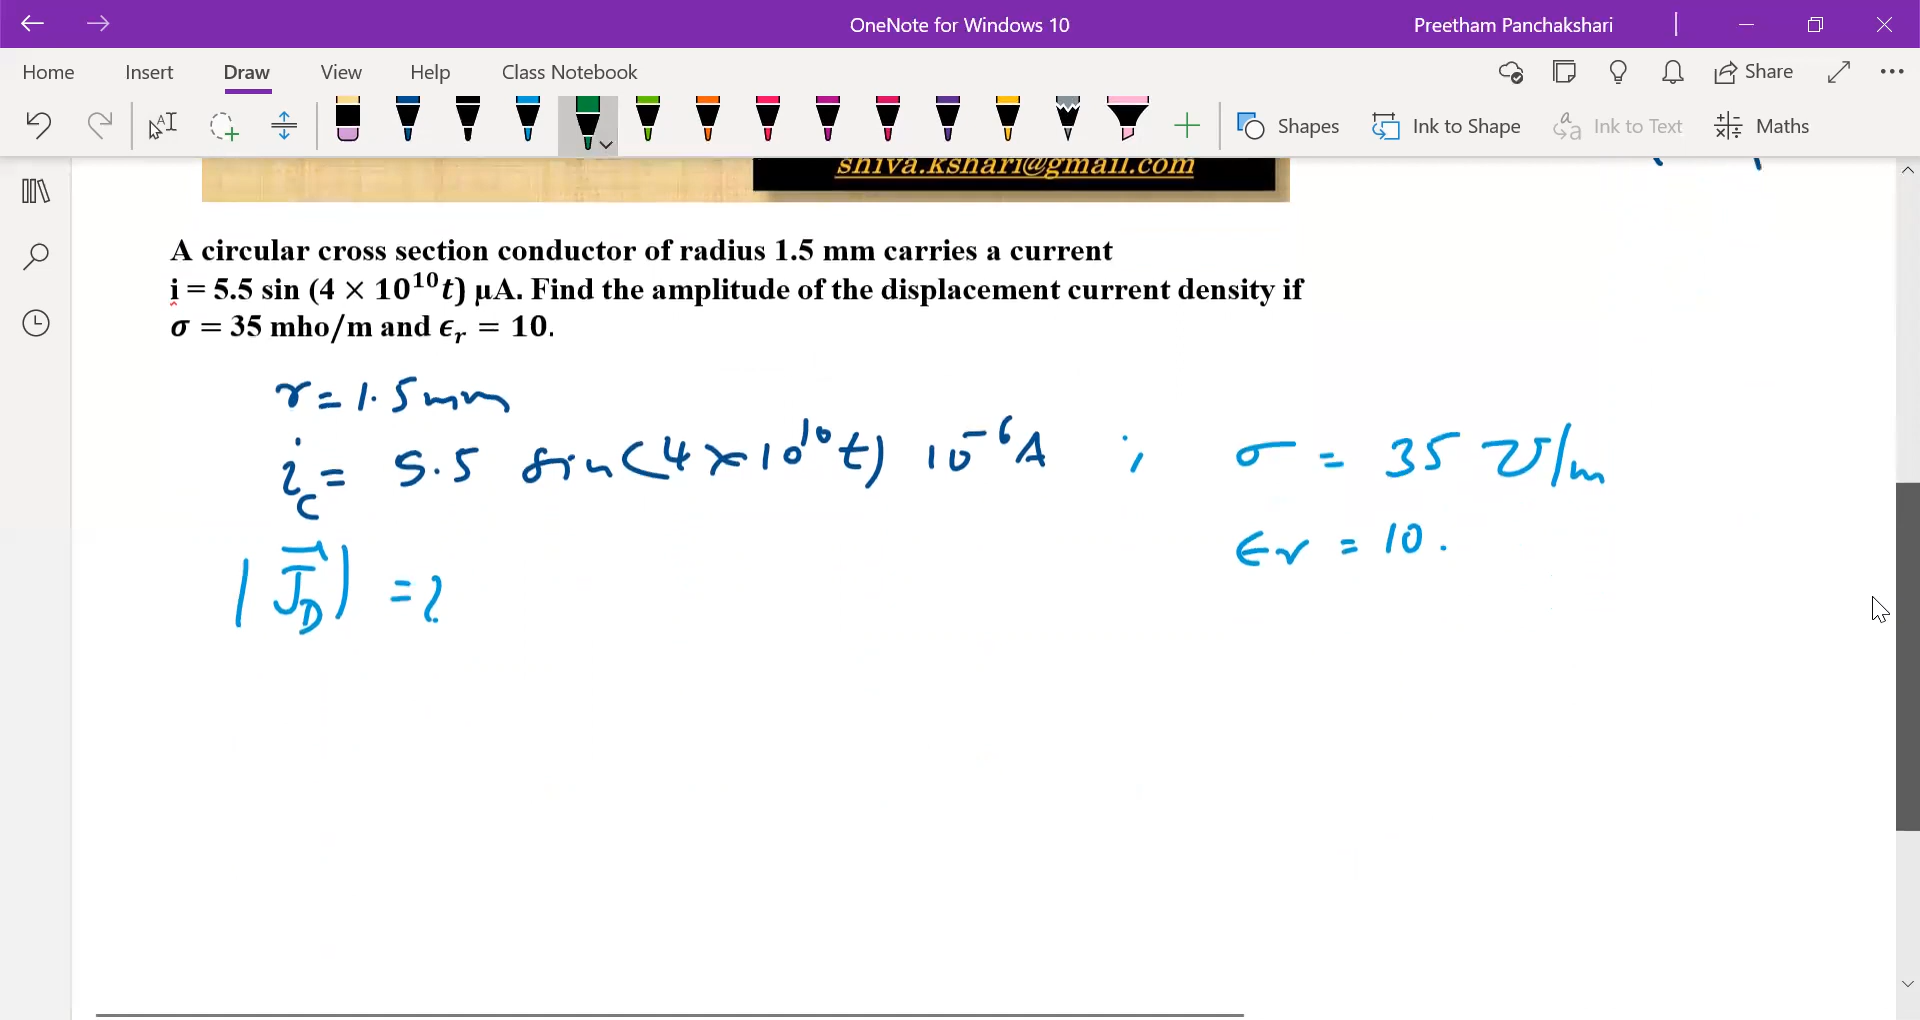 OneNote for Windows 10
Preetham Panchakshari
Home Insert Draw View Help Class Notebook Share
Shapes Ink to Shape Ink to Text Maths
shiva.kshari@gmail.com
A circular cross section conductor of radius 1.5 mm carries a current
i = 5.5 sin (4 × 10¹⁰t) μA. Find the amplitude of the displacement current density if
σ = 35 mho/m and ϵᵣ = 10.
r = 1.5mm
i_C = 5.5 sin(4×10¹⁰t) 10⁻⁶A ; σ = 35 ℧/m
ϵr = 10.
|J⃗_D| = ?